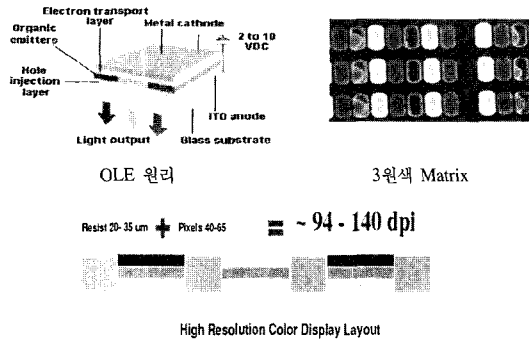 Electron transport
layer
Organic
emitters
Metal cathode
2 to 10
VDC
Hole
injection
layer
ITO anode
Light output
Glass substrate
OLE 원리
3원색 Matrix
Resist 20- 35 um + Pixels 40-65 = ~ 94 - 140 dpi
High Resolution Color Display Layout